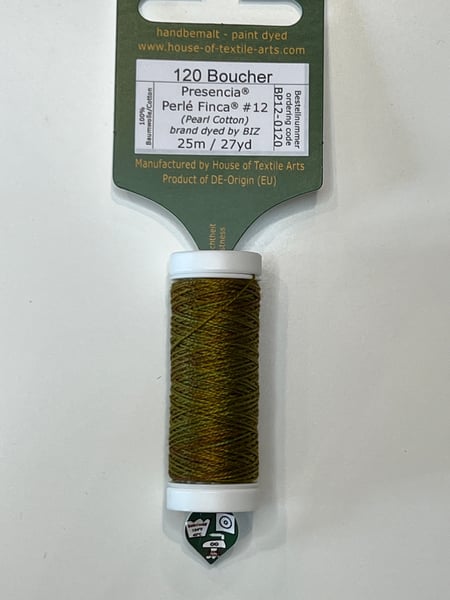 handbemalt - paint dyed
www.house-of-textile-arts.com
120 Boucher
Presencia®
Perlé Finca® #12
(Pearl Cotton)
brand dyed by BIZ
25m / 27yd
100%
Baumwolle/Cotton
Bestellnummer
ordering code
BP12-0120
Manufactured by House of Textile Arts
Product of DE-Origin (EU)